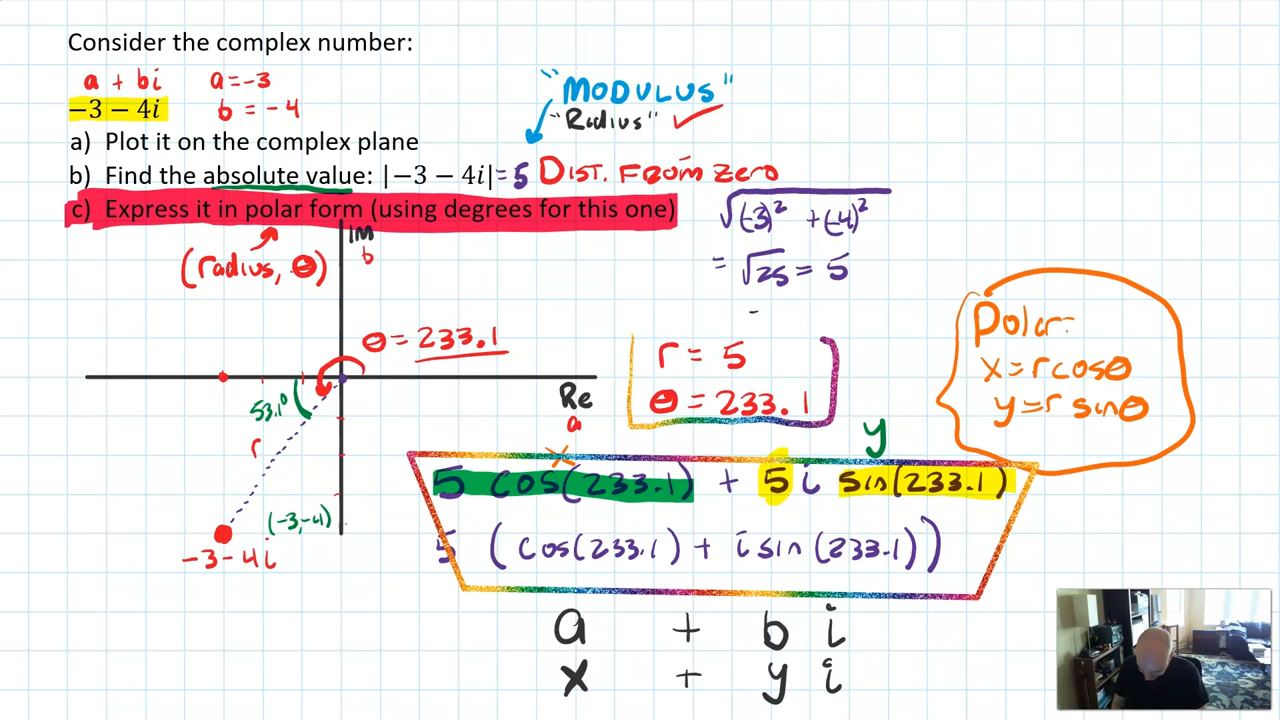 Consider the complex number:
a + bi a = -3
−3 − 4i b = -4
"MODULUS"
"Radius"
a) Plot it on the complex plane
b) Find the absolute value: |−3 − 4i| = 5 DIST. FROM Zero
c) Express it in polar form (using degrees for this one)
√(-3)² + (-4)²
= √25 = 5
IM
b
(radius, θ)
θ = 233.1
Polar:
x = r cosθ
y = r sinθ
r = 5
θ = 233.1
Re
a
53.1°
r
(-3,-4)
-3-4i
x y
5 cos(233.1) + 5 i sin(233.1)
5 (cos(233.1) + i sin(233.1))
a + b i
x + y i